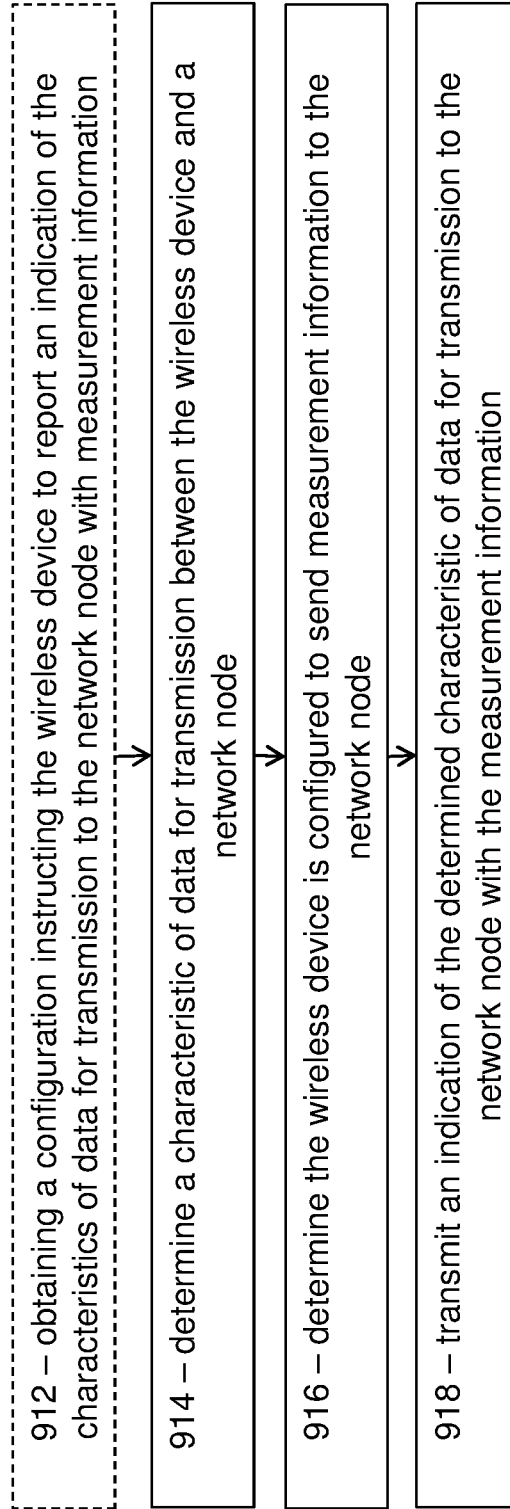 912 – obtaining a configuration instructing the wireless device to report an indication of the
characteristics of data for transmission to the network node with measurement information
914 – determine a characteristic of data for transmission between the wireless device and a
network node
916 – determine the wireless device is configured to send measurement information to the
network node
918 – transmit an indication of the determined characteristic of data for transmission to the
network node with the measurement information